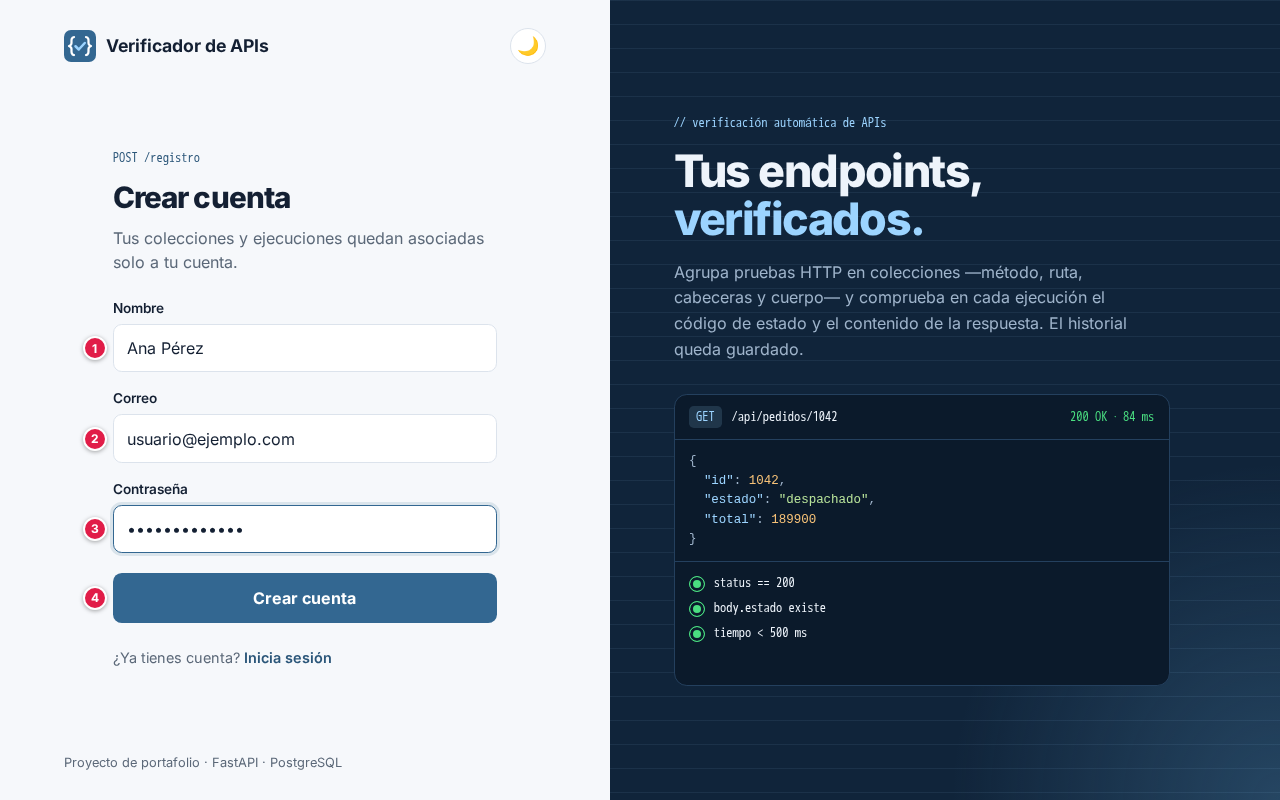 Verificador de APIs
POST /registro
Crear cuenta
Tus colecciones y ejecuciones quedan asociadas
solo a tu cuenta.
Nombre
1 Ana Pérez
Correo
2 usuario@ejemplo.com
Contraseña
3 •••••••••••••
4 Crear cuenta
¿Ya tienes cuenta? Inicia sesión
Proyecto de portafolio · FastAPI · PostgreSQL
// verificación automática de APIs
Tus endpoints,
verificados.
Agrupa pruebas HTTP en colecciones —método, ruta,
cabeceras y cuerpo— y comprueba en cada ejecución el
código de estado y el contenido de la respuesta. El historial
queda guardado.
GET /api/pedidos/1042 200 OK · 84 ms
{
"id": 1042,
"estado": "despachado",
"total": 189900
}
status == 200
body.estado existe
tiempo < 500 ms